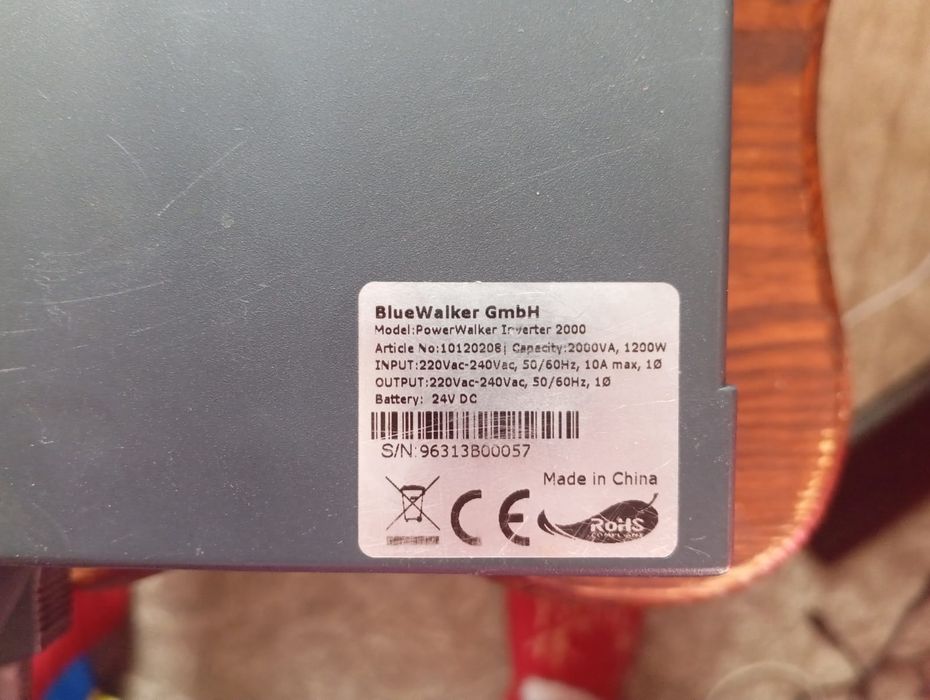 BlueWalker GmbH
Model:PowerWalker Inverter 2000
Article No:10120208| Capacity:2000VA, 1200W
INPUT:220Vac-240Vac, 50/60Hz, 10A max, 1Ø
OUTPUT:220Vac-240Vac, 50/60Hz, 1Ø
Battery: 24V DC
S/N:96313B00057
Made in China
CE
RoHS
COMPLIANT